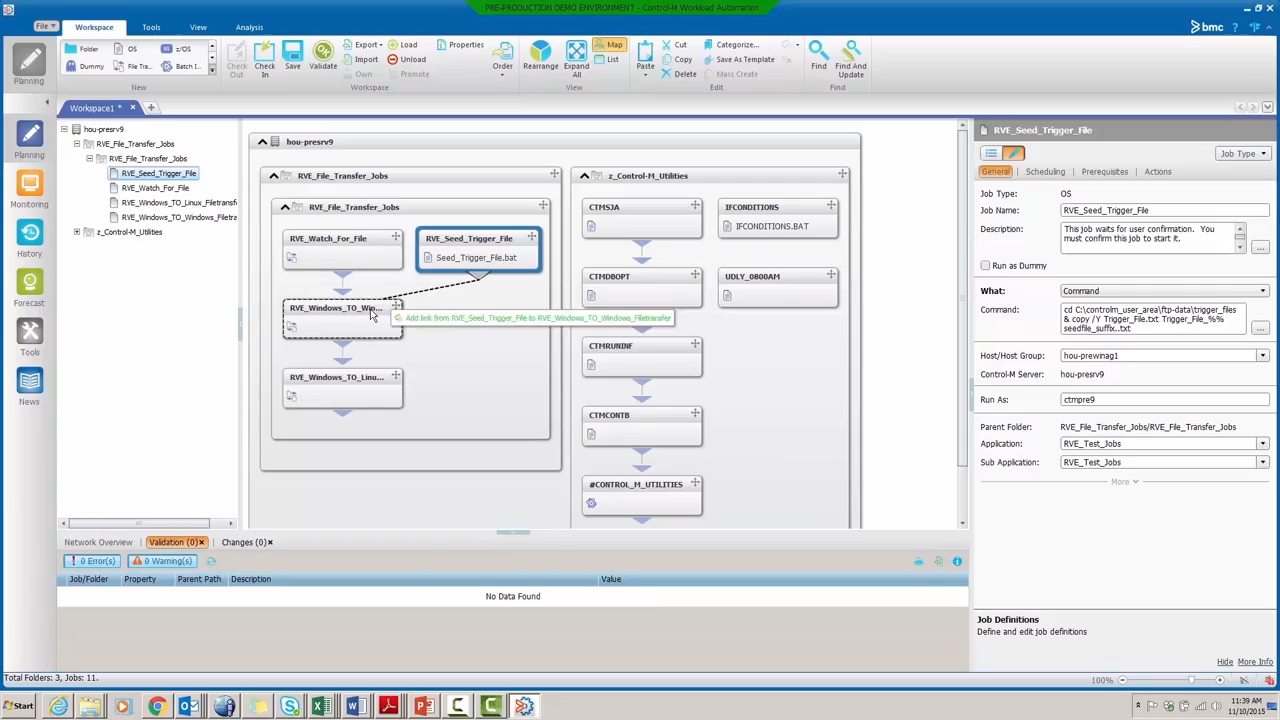 PRE-PRODUCTION DEMO ENVIRONMENT - Control-M Workload Automation
File
Workspace
Tools
View
Analysis
bmc
Planning
Folder
OS
z/OS
Dummy
File Tra..
Batch I..
New
Check Out
Check In
Save
Validate
Export
Import
Own
Load
Unload
Promote
Workspace
Properties
Order
Rearrange
Expand All
Map
List
View
Paste
Cut
Copy
Delete
Categorize...
Save As Template
Mass Create
Edit
Find
Find And Update
Find
Workspace1 *
Planning
Monitoring
History
Forecast
Tools
News
hou-presrv9
RVE_File_Transfer_Jobs
RVE_File_Transfer_Jobs
RVE_Seed_Trigger_File
RVE_Watch_For_File
RVE_Windows_TO_Linux_Filetransf
RVE_Windows_TO_Windows_Filetra
z_Control-M_Utilities
hou-presrv9
RVE_File_Transfer_Jobs
RVE_File_Transfer_Jobs
RVE_Watch_For_File
RVE_Seed_Trigger_File
Seed_Trigger_File.bat
RVE_Windows_TO_Win...
Add link from RVE_Seed_Trigger_File to RVE_Windows_TO_Windows_Filetransfer
RVE_Windows_TO_Linu...
z_Control-M_Utilities
CTMSJA
IFCONDITIONS
IFCONDITIONS.BAT
CTMDBOPT
UDLY_0800AM
CTMRUNINF
CTMCONTB
#CONTROL_M_UTILITIES
RVE_Seed_Trigger_File
Job Type
General
Scheduling
Prerequisites
Actions
Job Type: OS
Job Name: RVE_Seed_Trigger_File
Description: This job waits for user confirmation. You
must confirm this job to start it.
...
Run as Dummy
What: Command
Command: cd C:\controlm_user_area\ftp-data\trigger_files
& copy /Y Trigger_File.txt Trigger_File_%%
seedfile_suffix..txt
...
Host/Host Group: hou-prewinag1
Control-M Server: hou-presrv9
Run As: ctmpre9
Parent Folder: RVE_File_Transfer_Jobs/RVE_File_Transfer_Jobs
Application: RVE_Test_Jobs
Sub Application: RVE_Test_Jobs
More
Job Definitions
Define and edit job definitions
Hide More Info
Network Overview
Validation (0)
Changes (0)
0 Error(s)
0 Warning(s)
Job/Folder
Property
Parent Path
Description
Value
No Data Found
Total Folders: 3, Jobs: 11.
100%
Start
11:39 AM
11/10/2015